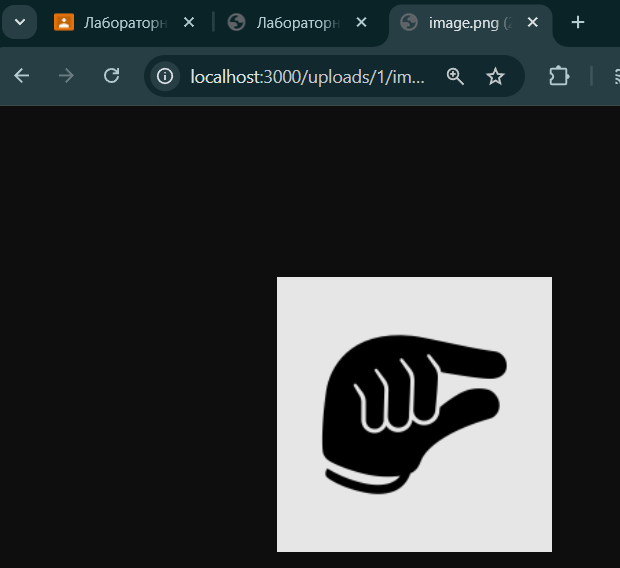 Лабораторн
Лабораторн
image.png (
localhost:3000/uploads/1/im...